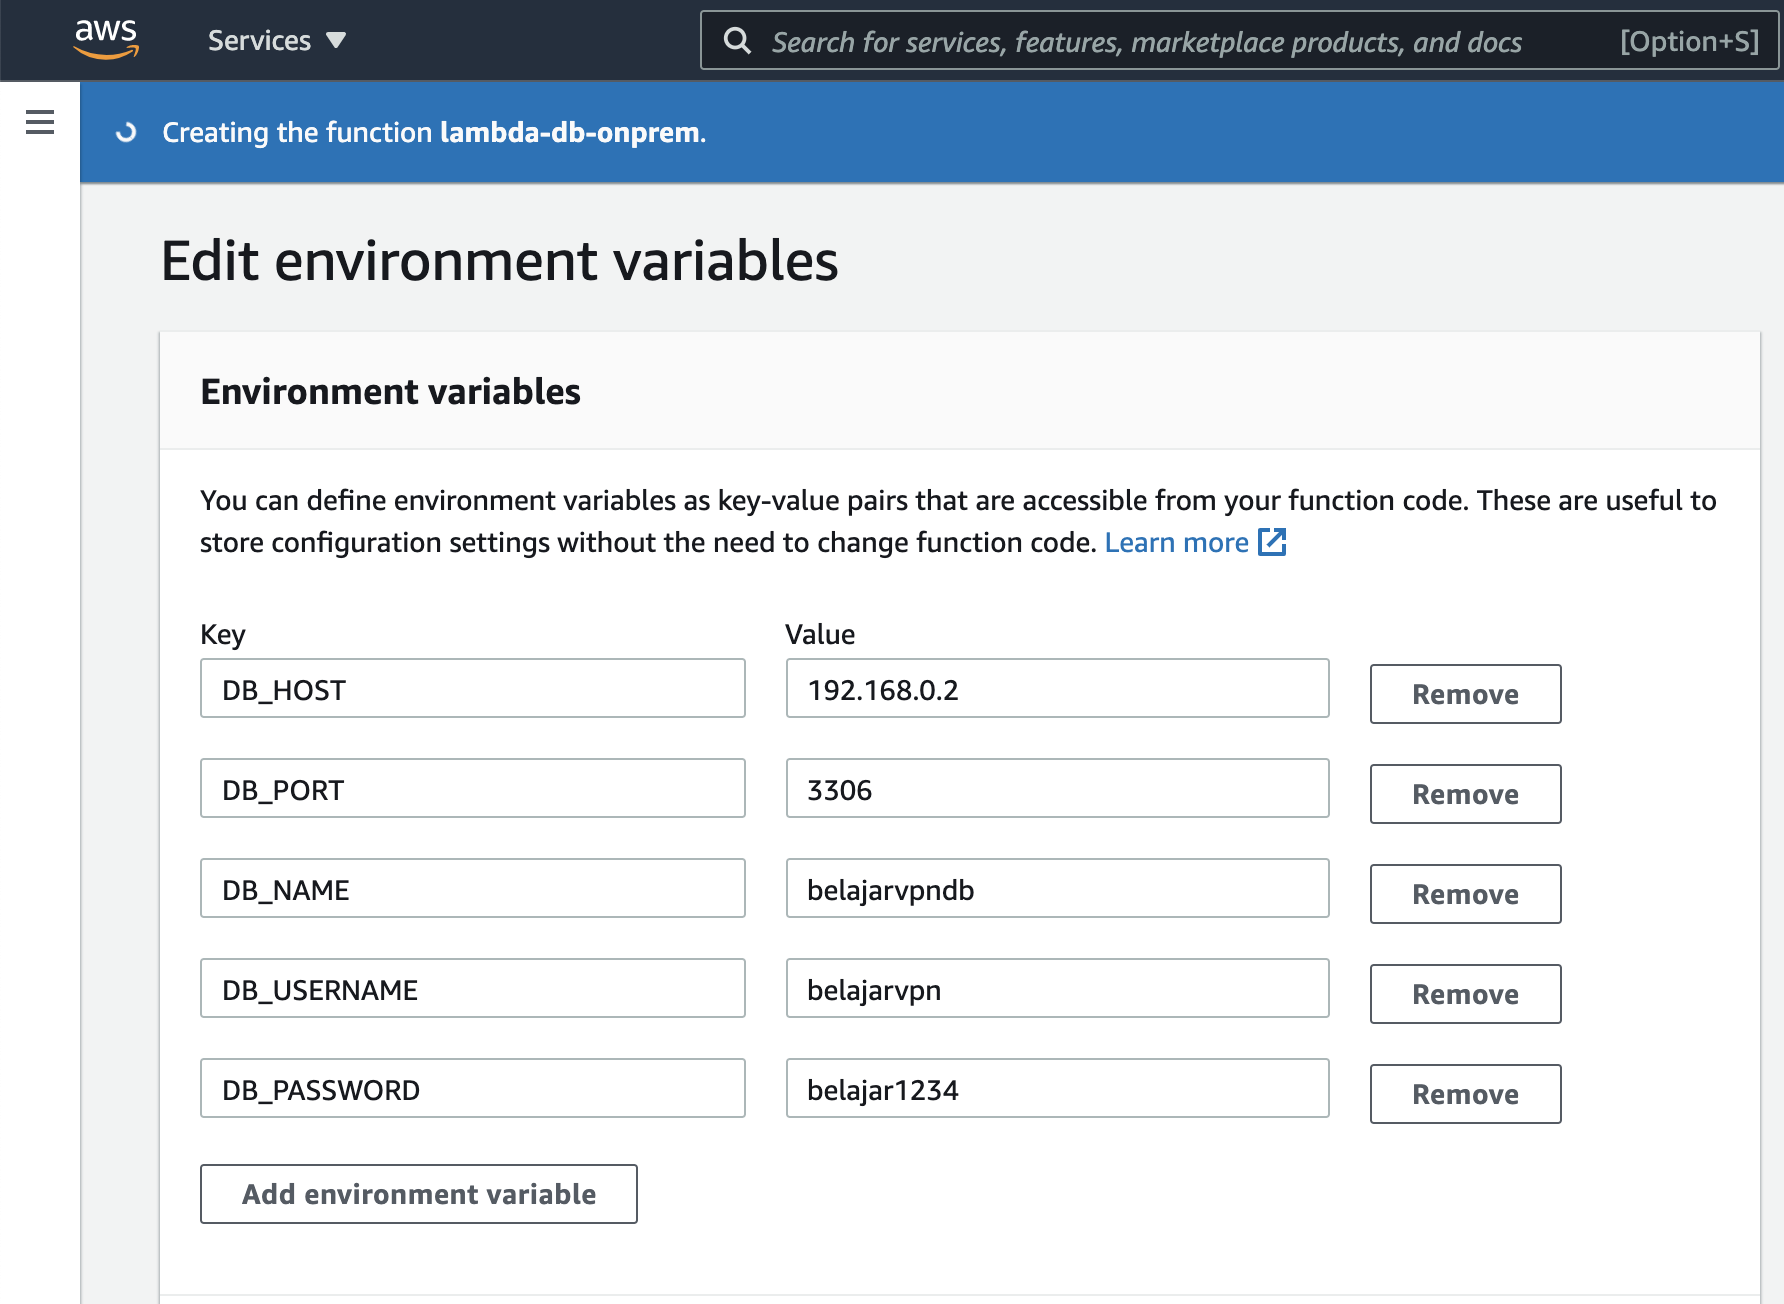 aws Services Search for services, features, marketplace products, and docs [Option+S]
Creating the function lambda-db-onprem.
Edit environment variables
Environment variables
You can define environment variables as key-value pairs that are accessible from your function code. These are useful to
store configuration settings without the need to change function code. Learn more
Key Value
DB_HOST 192.168.0.2 Remove
DB_PORT 3306 Remove
DB_NAME belajarvpndb Remove
DB_USERNAME belajarvpn Remove
DB_PASSWORD belajar1234 Remove
Add environment variable